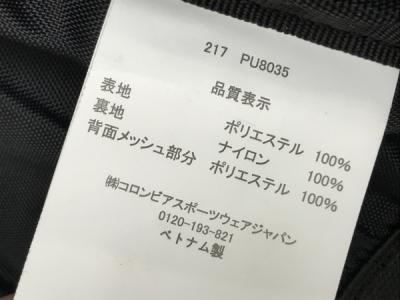 217 PU8035
品質表示
表地 ポリエステル 100%
裏地 ナイロン 100%
背面メッシュ部分 ポリエステル 100%
㈱コロンビアスポーツウェアジャパン
0120-193-821
ベトナム製